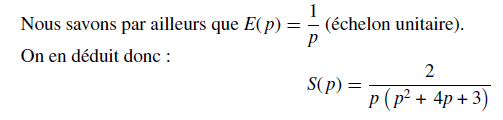 Nous savons par ailleurs que E(p) = 1/p (échelon unitaire).
On en déduit donc :
S(p) = 2 / (p (p² + 4p + 3))